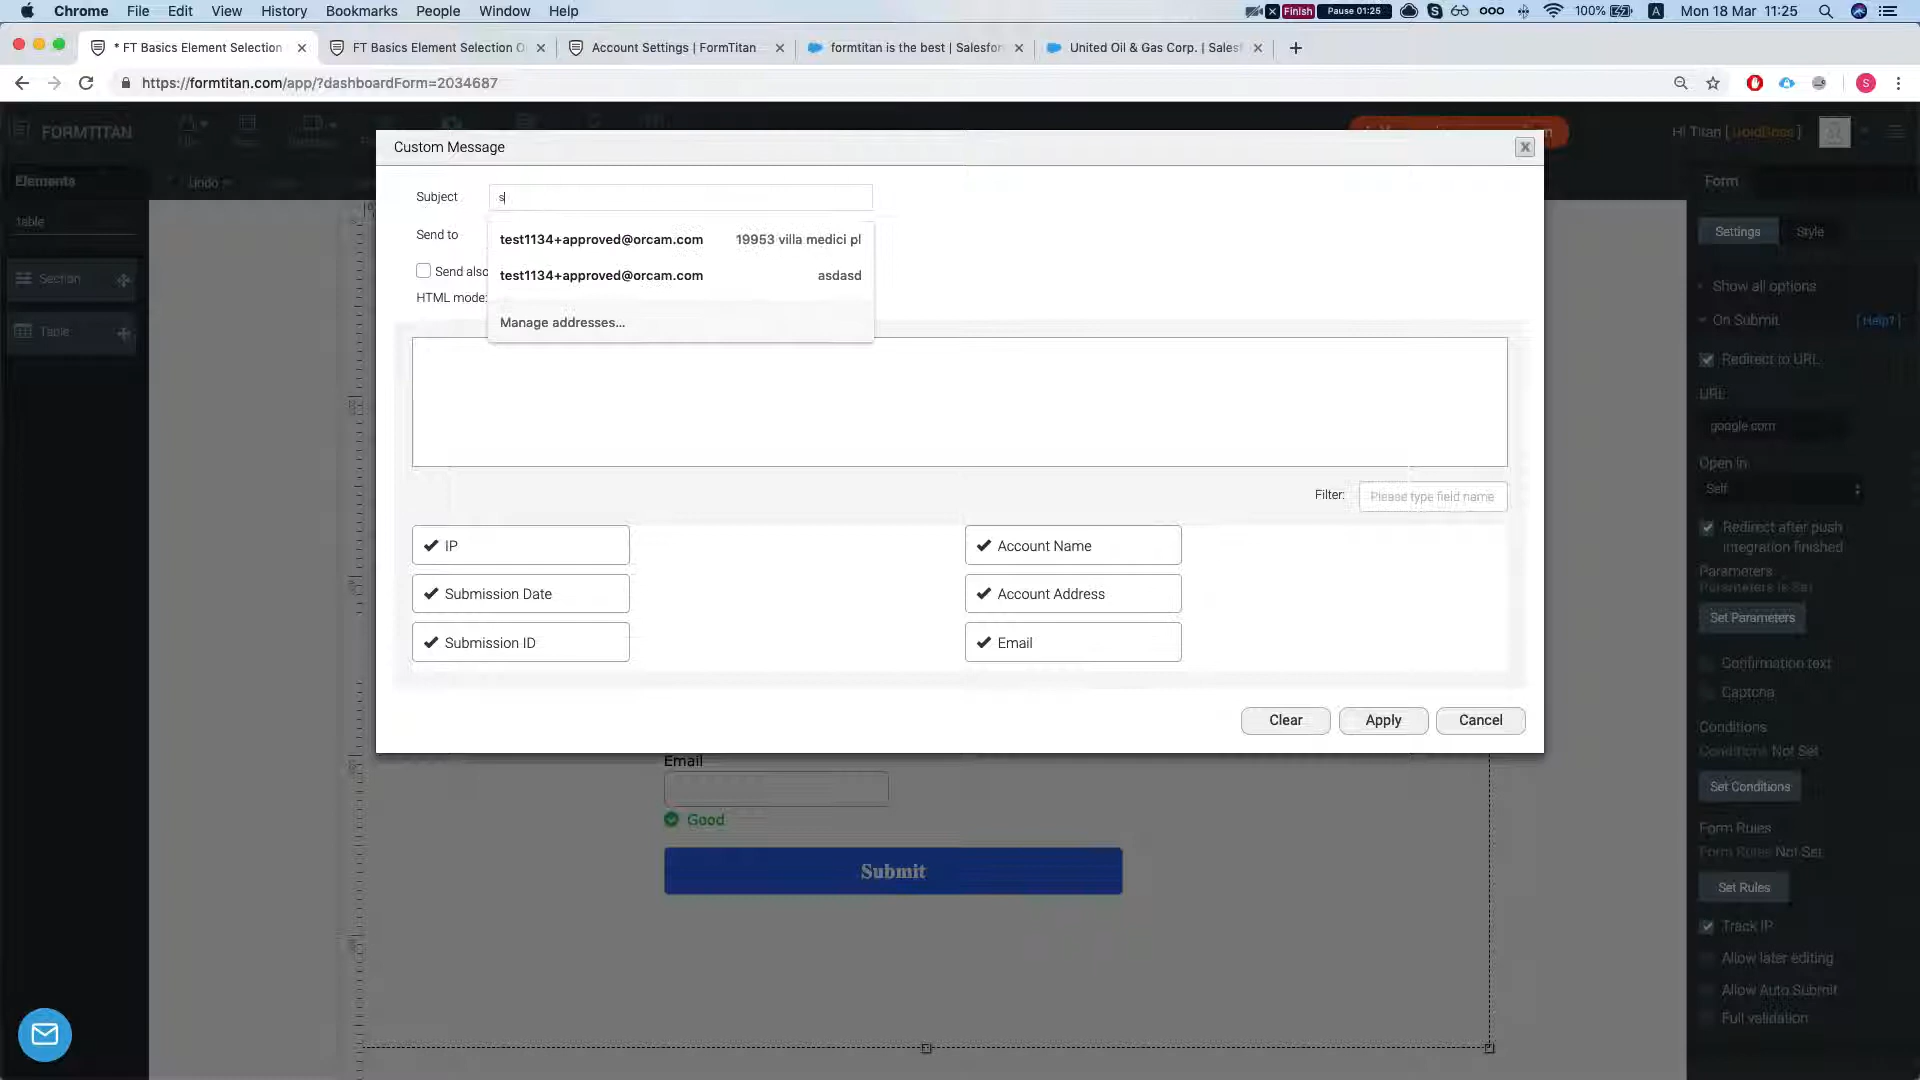 Chrome File Edit View History Bookmarks People Window Help
Finish Pause 01:25 100% A Mon 18 Mar 11:25
* FT Basics Element Selection
FT Basics Element Selection O
Account Settings | FormTitan
formtitan is the best | Salesfor
United Oil & Gas Corp. | Sales
https://formtitan.com/app/?dashboardForm=2034687
S
FORMTITAN
Hi Titan [ GoldBoss ]
Custom Message
X
Elements
Undo
Form
Subject s
table
Send to
test1134+approved@orcam.com 19953 villa medici pl
Settings Style
Send also
test1134+approved@orcam.com asdasd
Section
Show all options
HTML mode:
Manage addresses...
On Submit [Help?]
Table
Redirect to URL
URL
google.com
Open In
Self
Filter: Please type field name
Redirect after push
integration finished
IP
Account Name
Parameters
Parameters Is Set
Submission Date
Account Address
Set Parameters
Submission ID
Email
Confirmation text
Captcha
Clear Apply Cancel
Conditions
Conditions Not Set
Email
Set Conditions
Good
Form Rules
Form Rules Not Set
Submit
Set Rules
Track IP
Allow later editing
Allow Auto Submit
Full validation